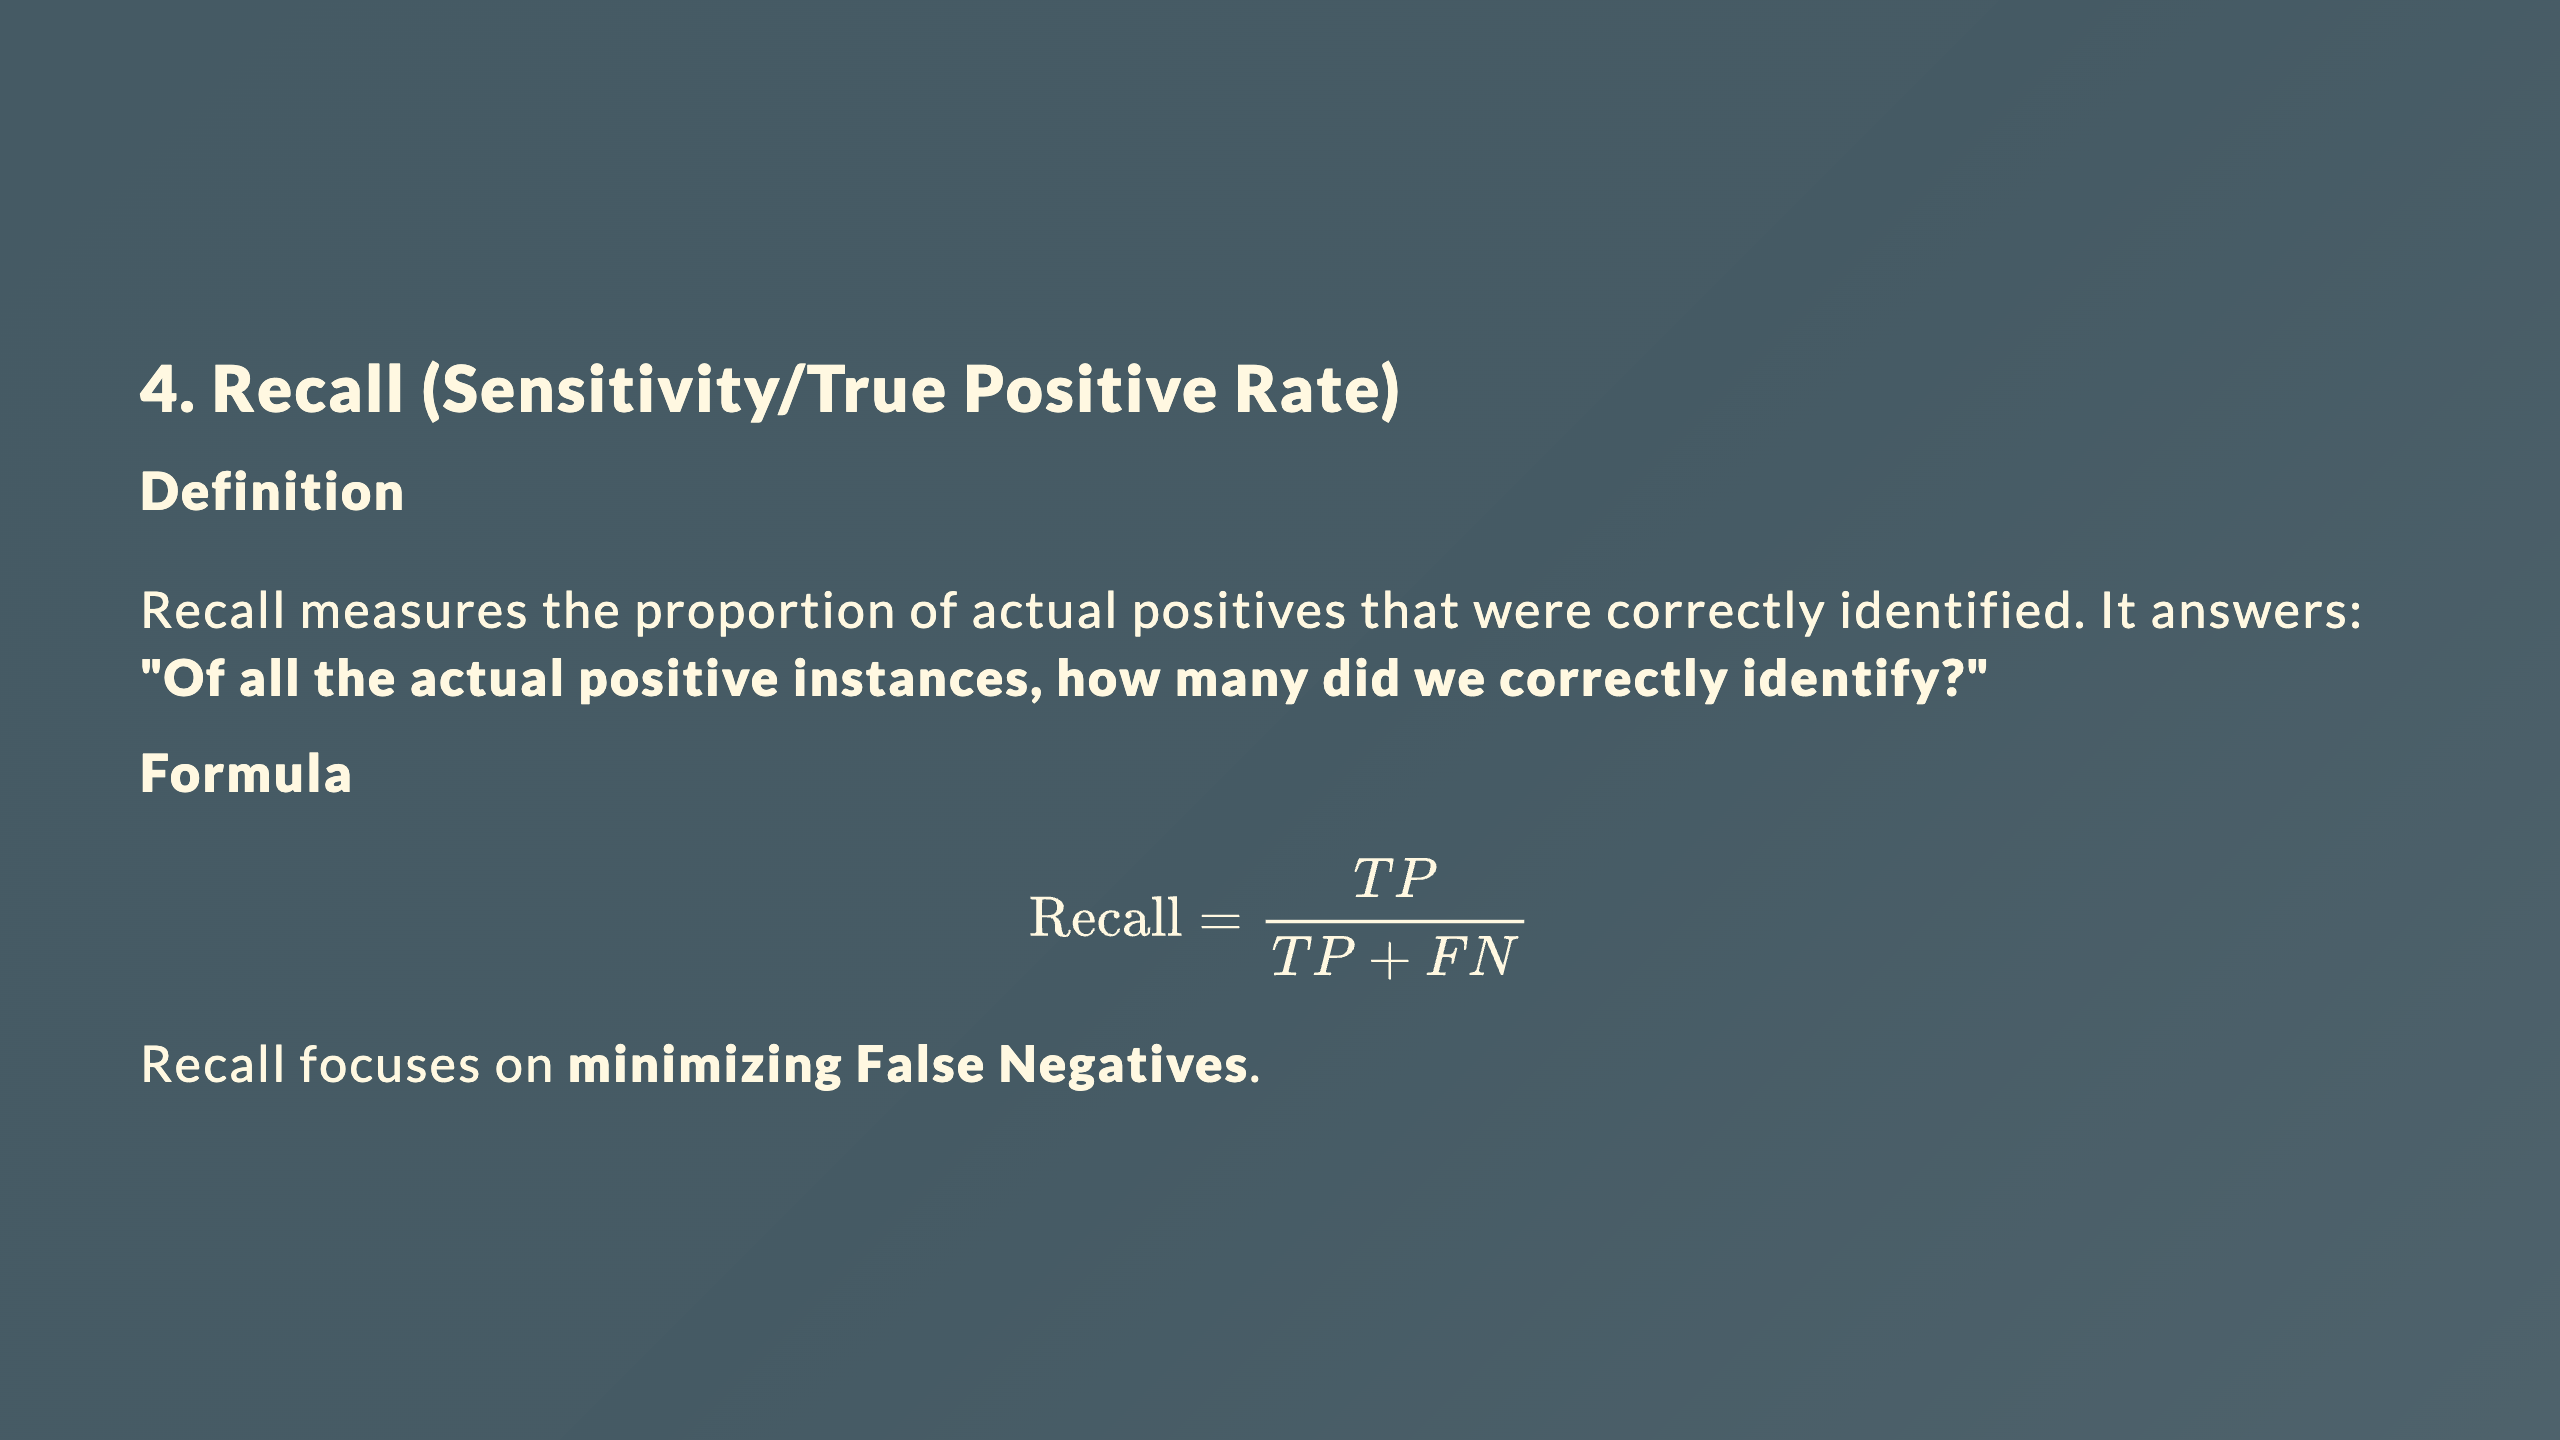 4. Recall (Sensitivity/True Positive Rate)
Definition
Recall measures the proportion of actual positives that were correctly identified. It answers:
"Of all the actual positive instances, how many did we correctly identify?"
Formula
Recall = TP / (TP + FN)
Recall focuses on minimizing False Negatives.